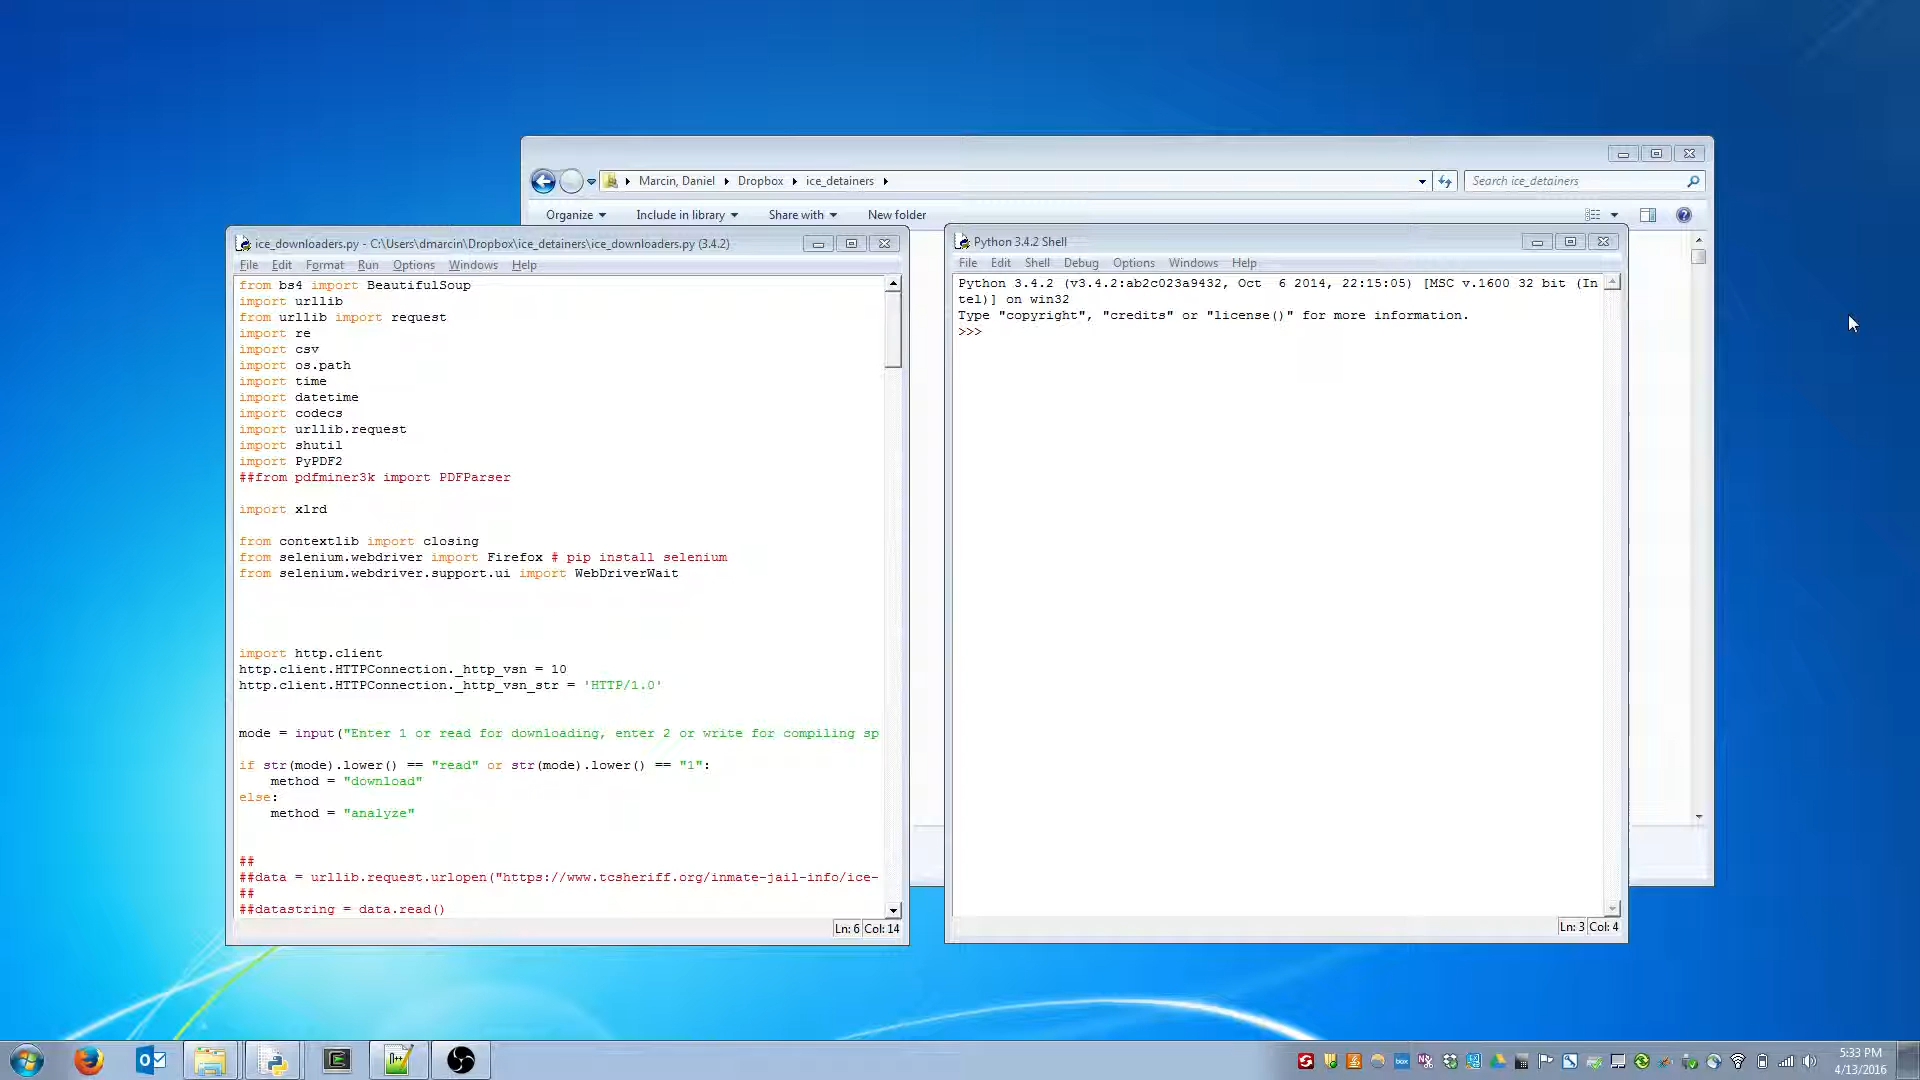 Marcin, Daniel
Dropbox
ice_detainers
Search ice_detainers
Organize
Include in library
Share with
New folder
ice_downloaders.py - C:\Users\dmarcin\Dropbox\ice_detainers\ice_downloaders.py (3.4.2)
File Edit Format Run Options Windows Help
from bs4 import BeautifulSoup
import urllib
from urllib import request
import re
import csv
import os.path
import time
import datetime
import codecs
import urllib.request
import shutil
import PyPDF2
##from pdfminer3k import PDFParser
import xlrd
from contextlib import closing
from selenium.webdriver import Firefox # pip install selenium
from selenium.webdriver.support.ui import WebDriverWait
import http.client
http.client.HTTPConnection._http_vsn = 10
http.client.HTTPConnection._http_vsn_str = 'HTTP/1.0'
mode = input("Enter 1 or read for downloading, enter 2 or write for compiling sp
if str(mode).lower() == "read" or str(mode).lower() == "1":
    method = "download"
else:
    method = "analyze"
##
##data = urllib.request.urlopen("https://www.tcsheriff.org/inmate-jail-info/ice-
##
##datastring = data.read()
Ln: 6 Col: 14
Python 3.4.2 Shell
File Edit Shell Debug Options Windows Help
Python 3.4.2 (v3.4.2:ab2c023a9432, Oct  6 2014, 22:15:05) [MSC v.1600 32 bit (In
tel)] on win32
Type "copyright", "credits" or "license()" for more information.
>>>
Ln: 3 Col: 4
5:33 PM
4/13/2016